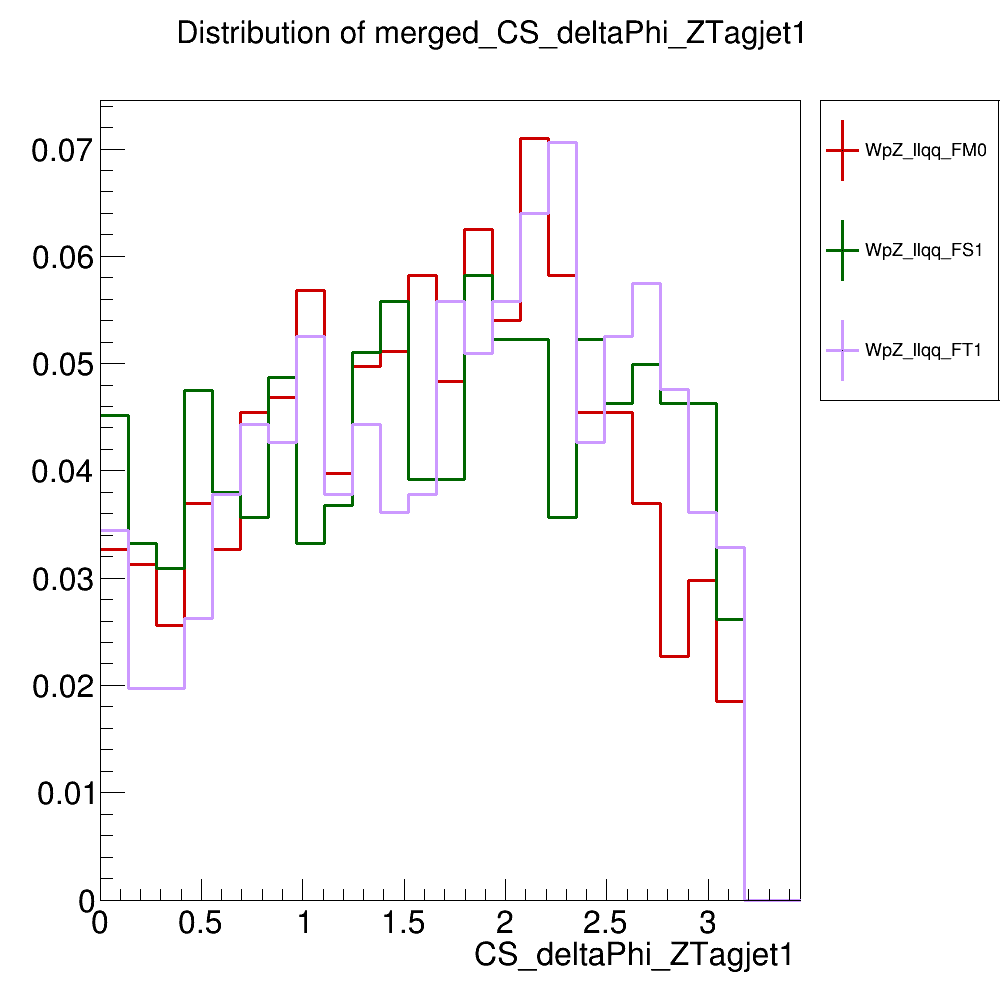 Distribution of merged_CS_deltaPhi_ZTagjet1
0.07
0.06
0.05
0.04
0.03
0.02
0.01
0
0 0.5 1 1.5 2 2.5 3
CS_deltaPhi_ZTagjet1
WpZ_llqq_FM0
WpZ_llqq_FS1
WpZ_llqq_FT1